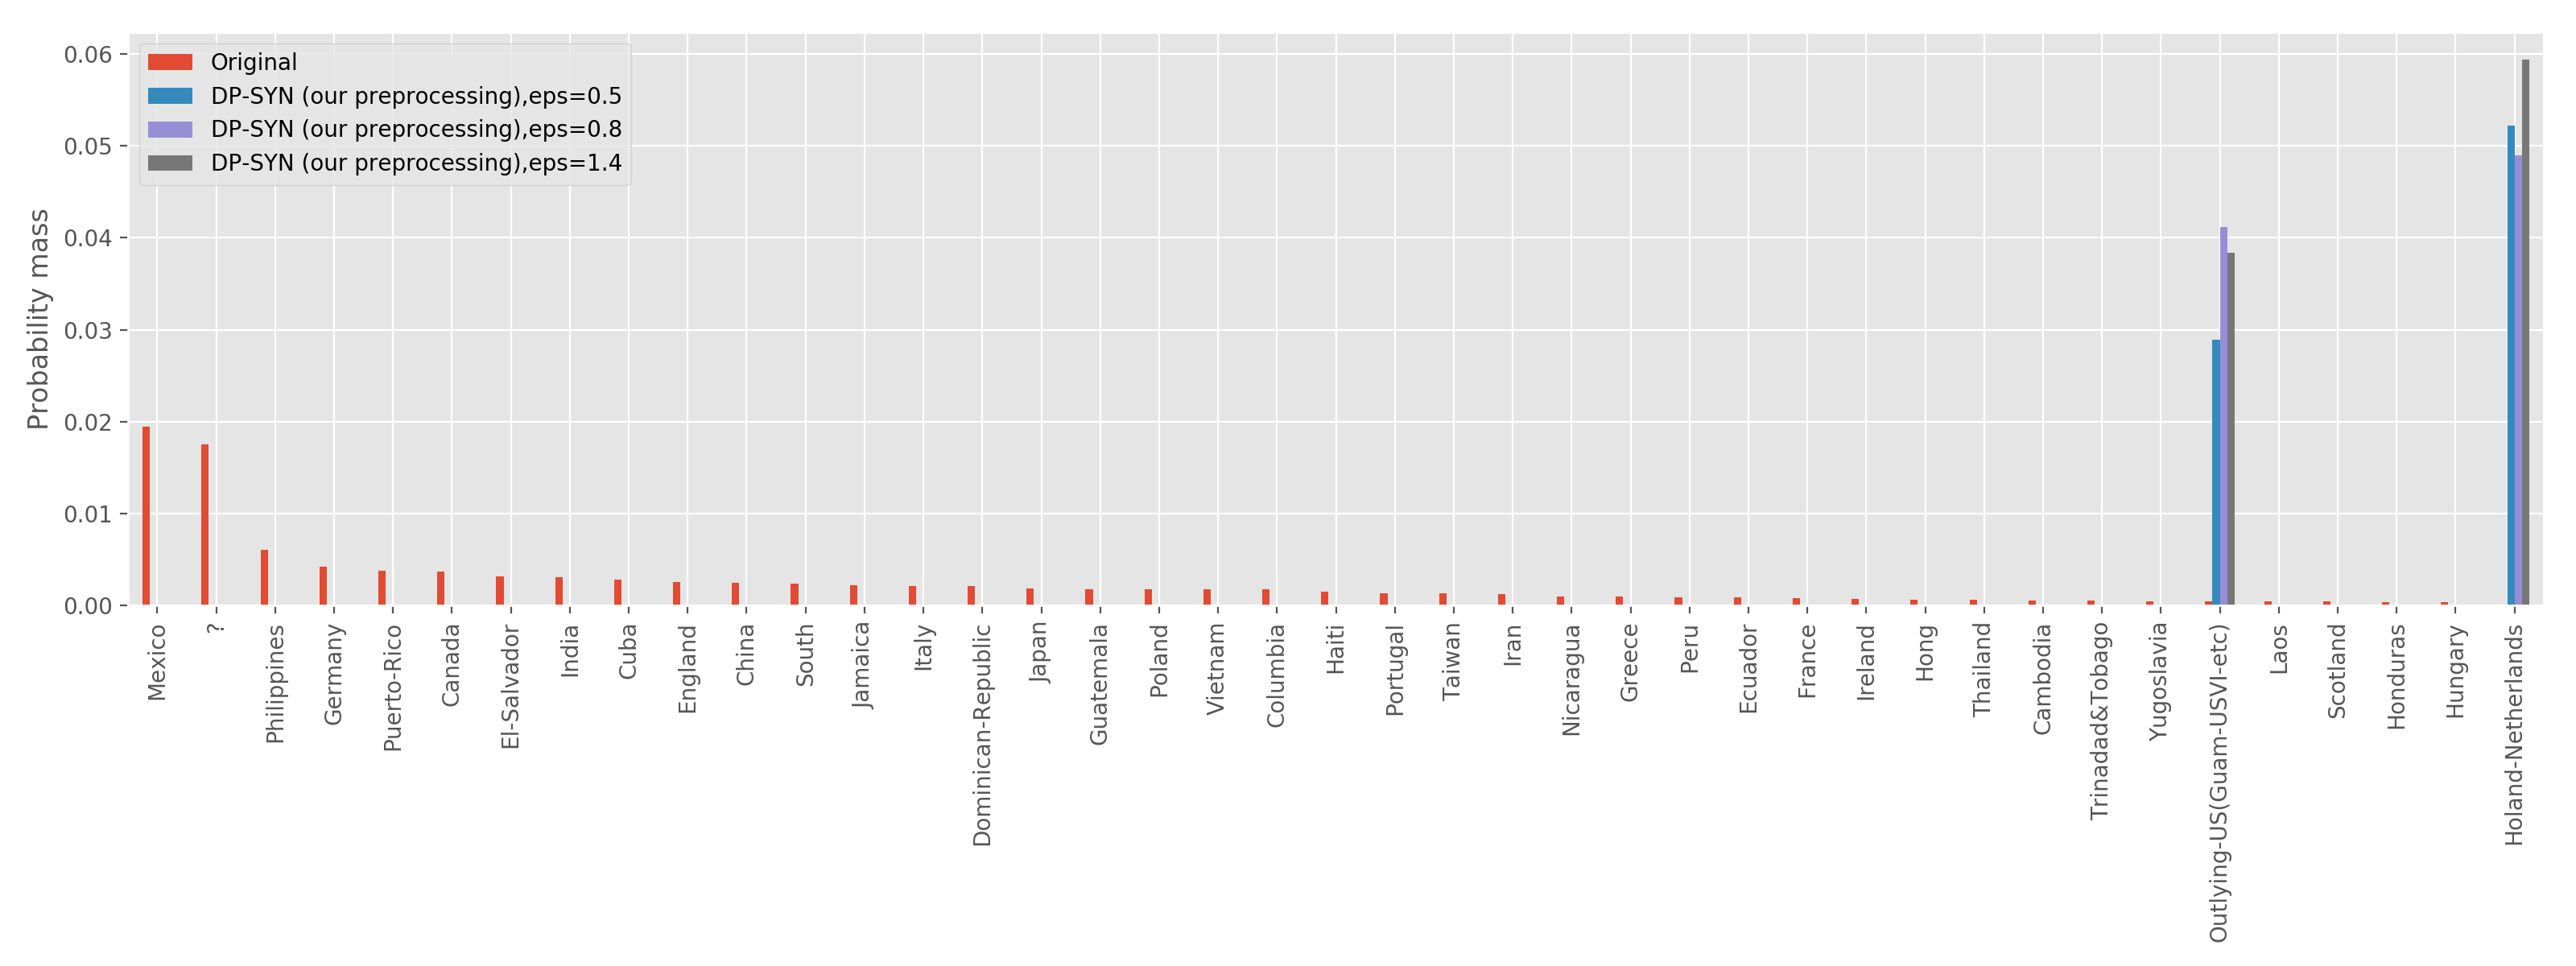 0.06
0.05
0.04
0.03
0.02
0.01
0.00
Probability mass
Original
DP-SYN (our preprocessing),eps=0.5
DP-SYN (our preprocessing),eps=0.8
DP-SYN (our preprocessing),eps=1.4
Mexico
?
Philippines
Germany
Puerto-Rico
Canada
El-Salvador
India
Cuba
England
China
South
Jamaica
Italy
Dominican-Republic
Japan
Guatemala
Poland
Vietnam
Columbia
Haiti
Portugal
Taiwan
Iran
Nicaragua
Greece
Peru
Ecuador
France
Ireland
Hong
Thailand
Cambodia
Trinadad&Tobago
Yugoslavia
Outlying-US(Guam-USVI-etc)
Laos
Scotland
Honduras
Hungary
Holand-Netherlands